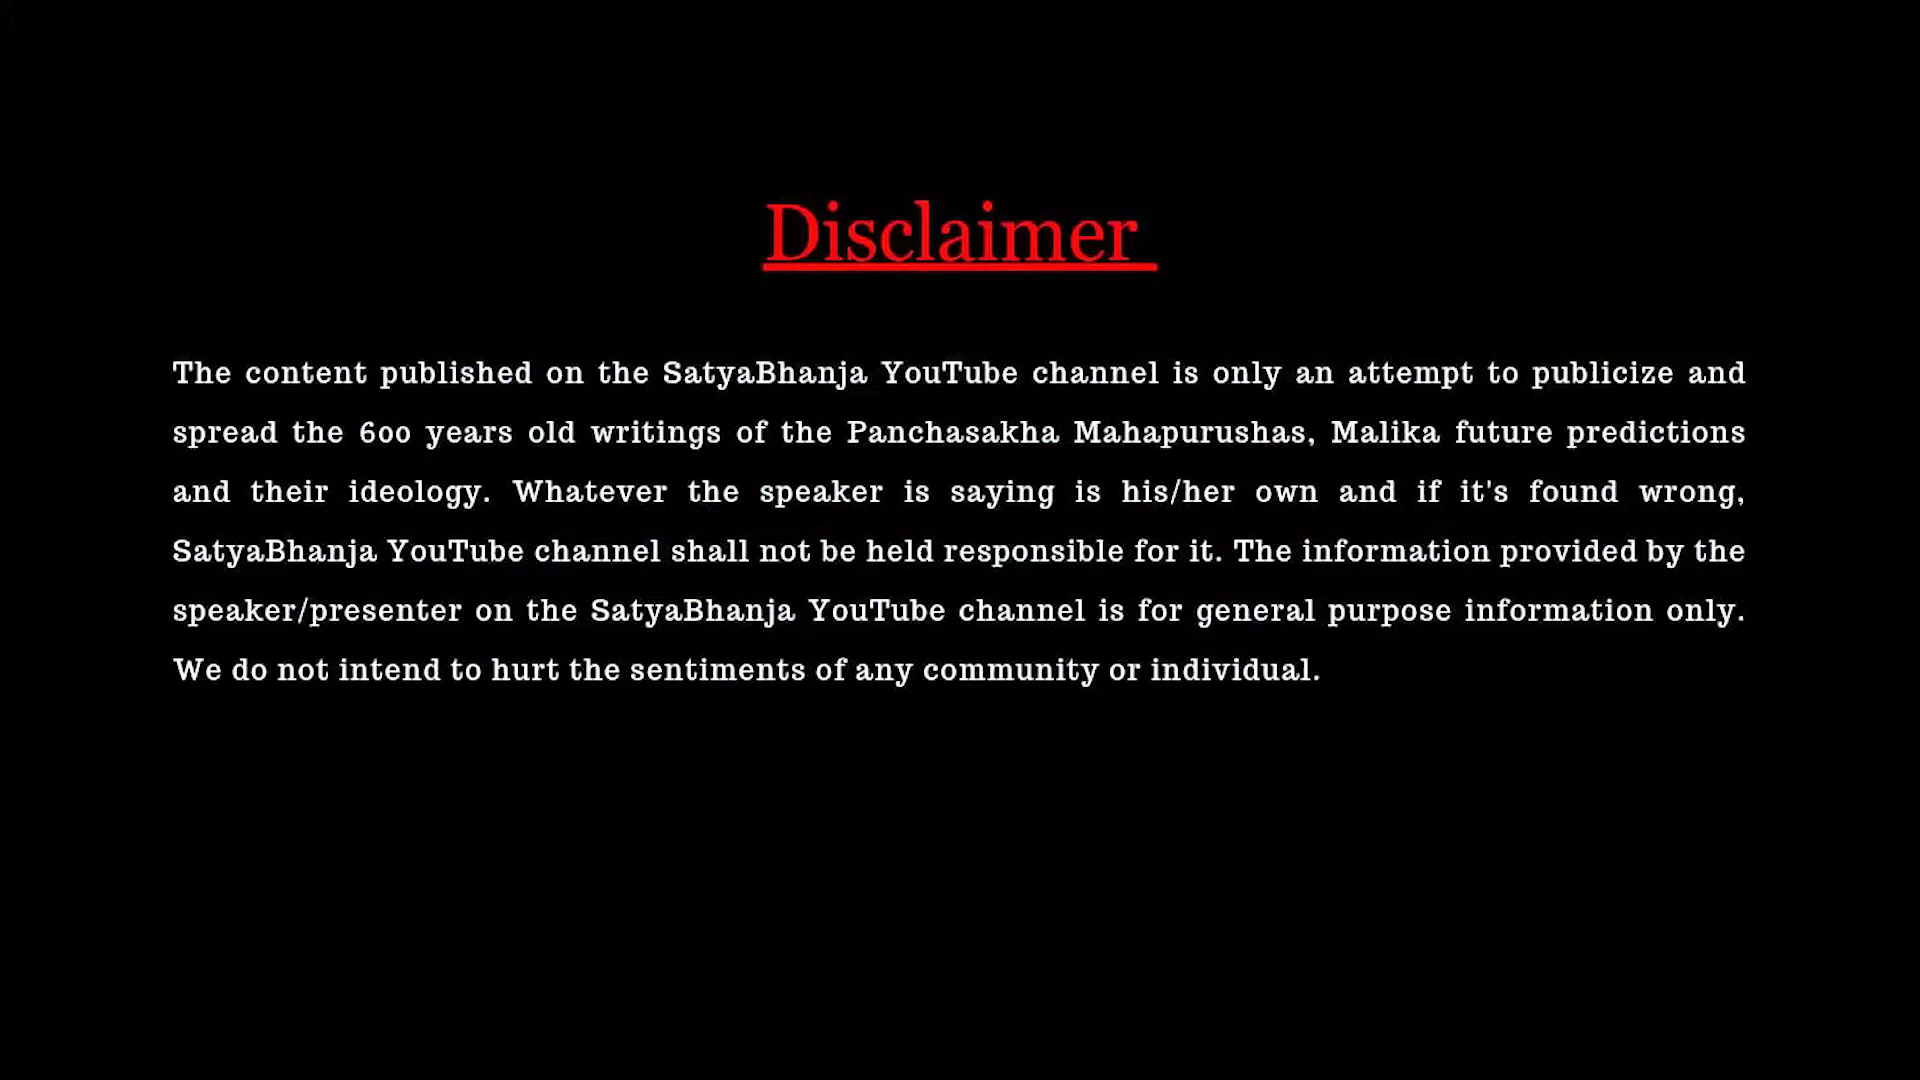 Disclaimer
The content published on the SatyaBhanja YouTube channel is only an attempt to publicize and
spread the 600 years old writings of the Panchasakha Mahapurushas, Malika future predictions
and their ideology. Whatever the speaker is saying is his/her own and if it's found wrong,
SatyaBhanja YouTube channel shall not be held responsible for it. The information provided by the
speaker/presenter on the SatyaBhanja YouTube channel is for general purpose information only.
We do not intend to hurt the sentiments of any community or individual.